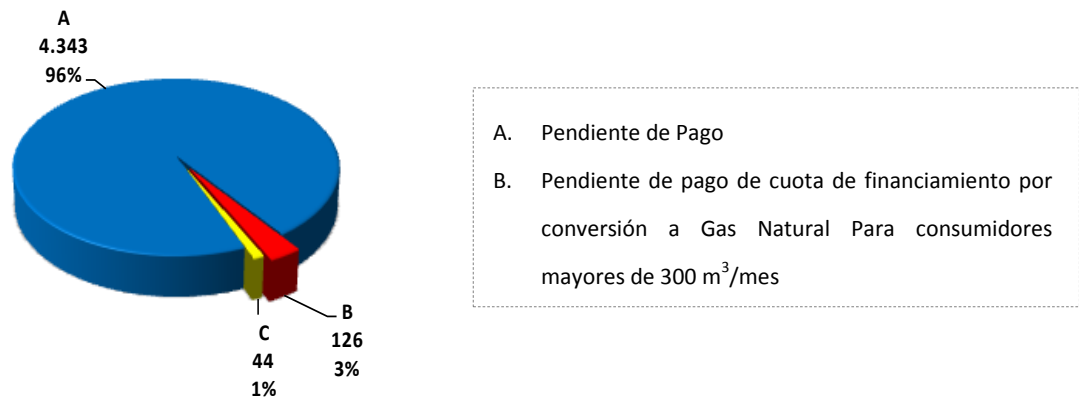 A
4.343
96%
A. Pendiente de Pago
B. Pendiente de pago de cuota de financiamiento por
conversión a Gas Natural Para consumidores
mayores de 300 m³/mes
B
126
3%
C
44
1%